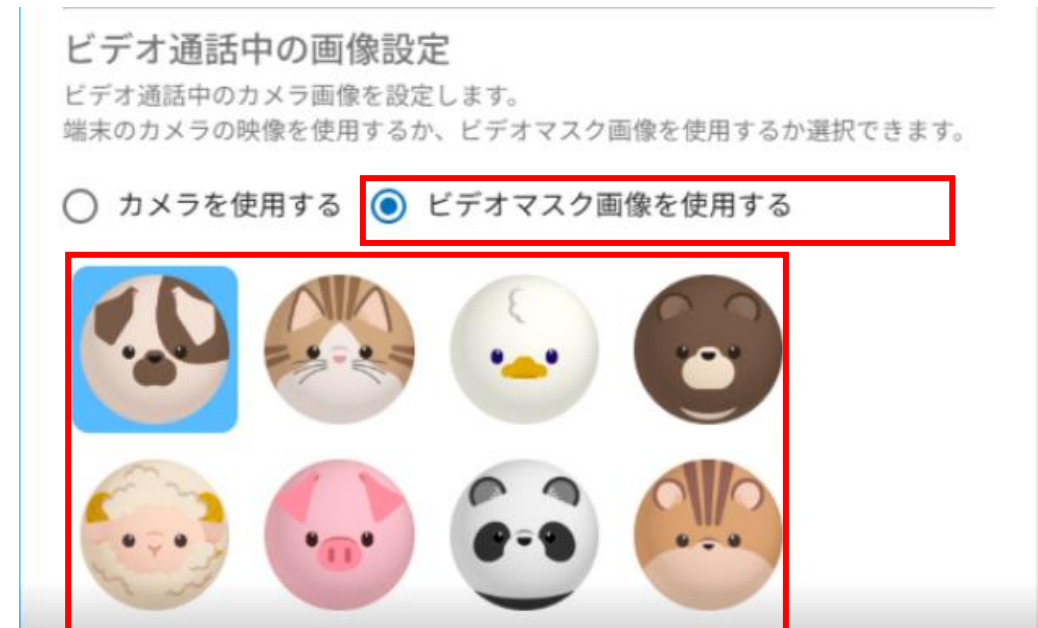 ビデオ通話中の画像設定
ビデオ通話中のカメラ画像を設定します。
端末のカメラの映像を使用するか、ビデオマスク画像を使用するか選択できます。
カメラを使用する ビデオマスク画像を使用する